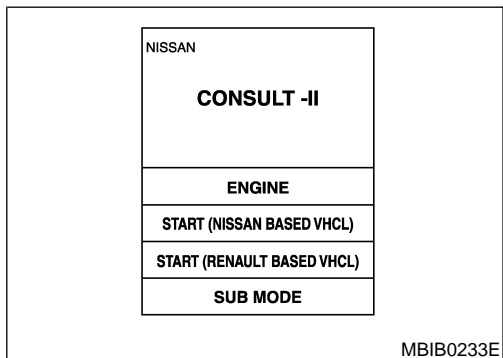 NISSAN
CONSULT -II
ENGINE
START (NISSAN BASED VHCL)
START (RENAULT BASED VHCL)
SUB MODE
MBIB0233E